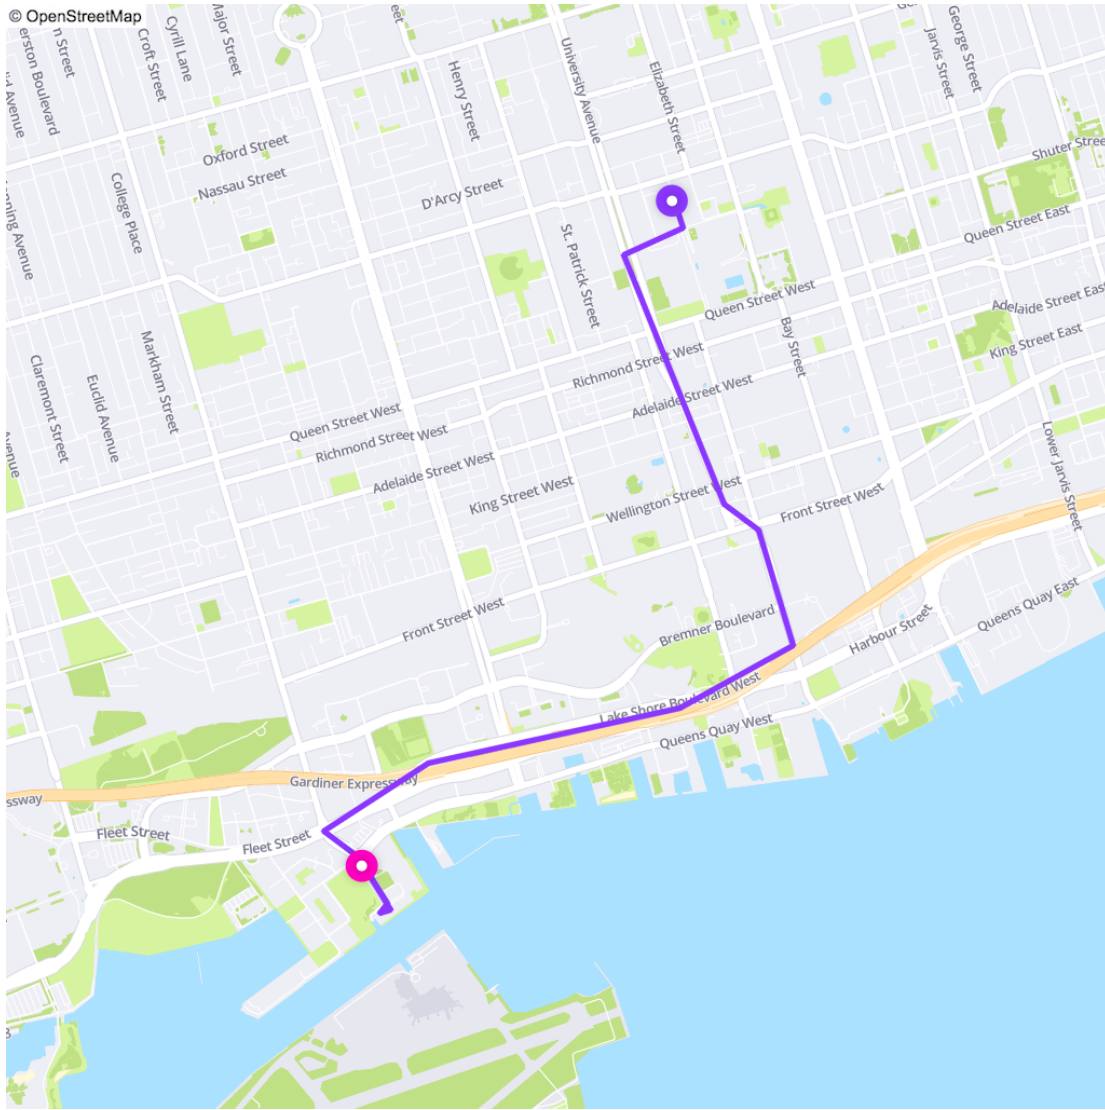 © OpenStreetMap
Major Street
Cyrill Lane
Croft Street
erston Boulevard
Street
Henry Street
University Avenue
Elizabeth Street
Jarvis Street
George Street
Shuter Street
Oxford Street
Nassau Street
D'Arcy Street
College Place
St. Patrick Street
Queen Street East
Adelaide Street East
King Street East
Queen Street West
Bay Street
Richmond Street West
Adelaide Street West
Markham Street
Euclid Avenue
Claremont Street
Avenue
Queen Street West
Richmond Street West
Adelaide Street West
King Street West
Wellington Street West
Front Street West
Lower Jarvis Street
Front Street West
Bremner Boulevard
Harbour Street
Queens Quay East
Lake Shore Boulevard West
Queens Quay West
Gardiner Expressway
ssway
Fleet Street
Fleet Street